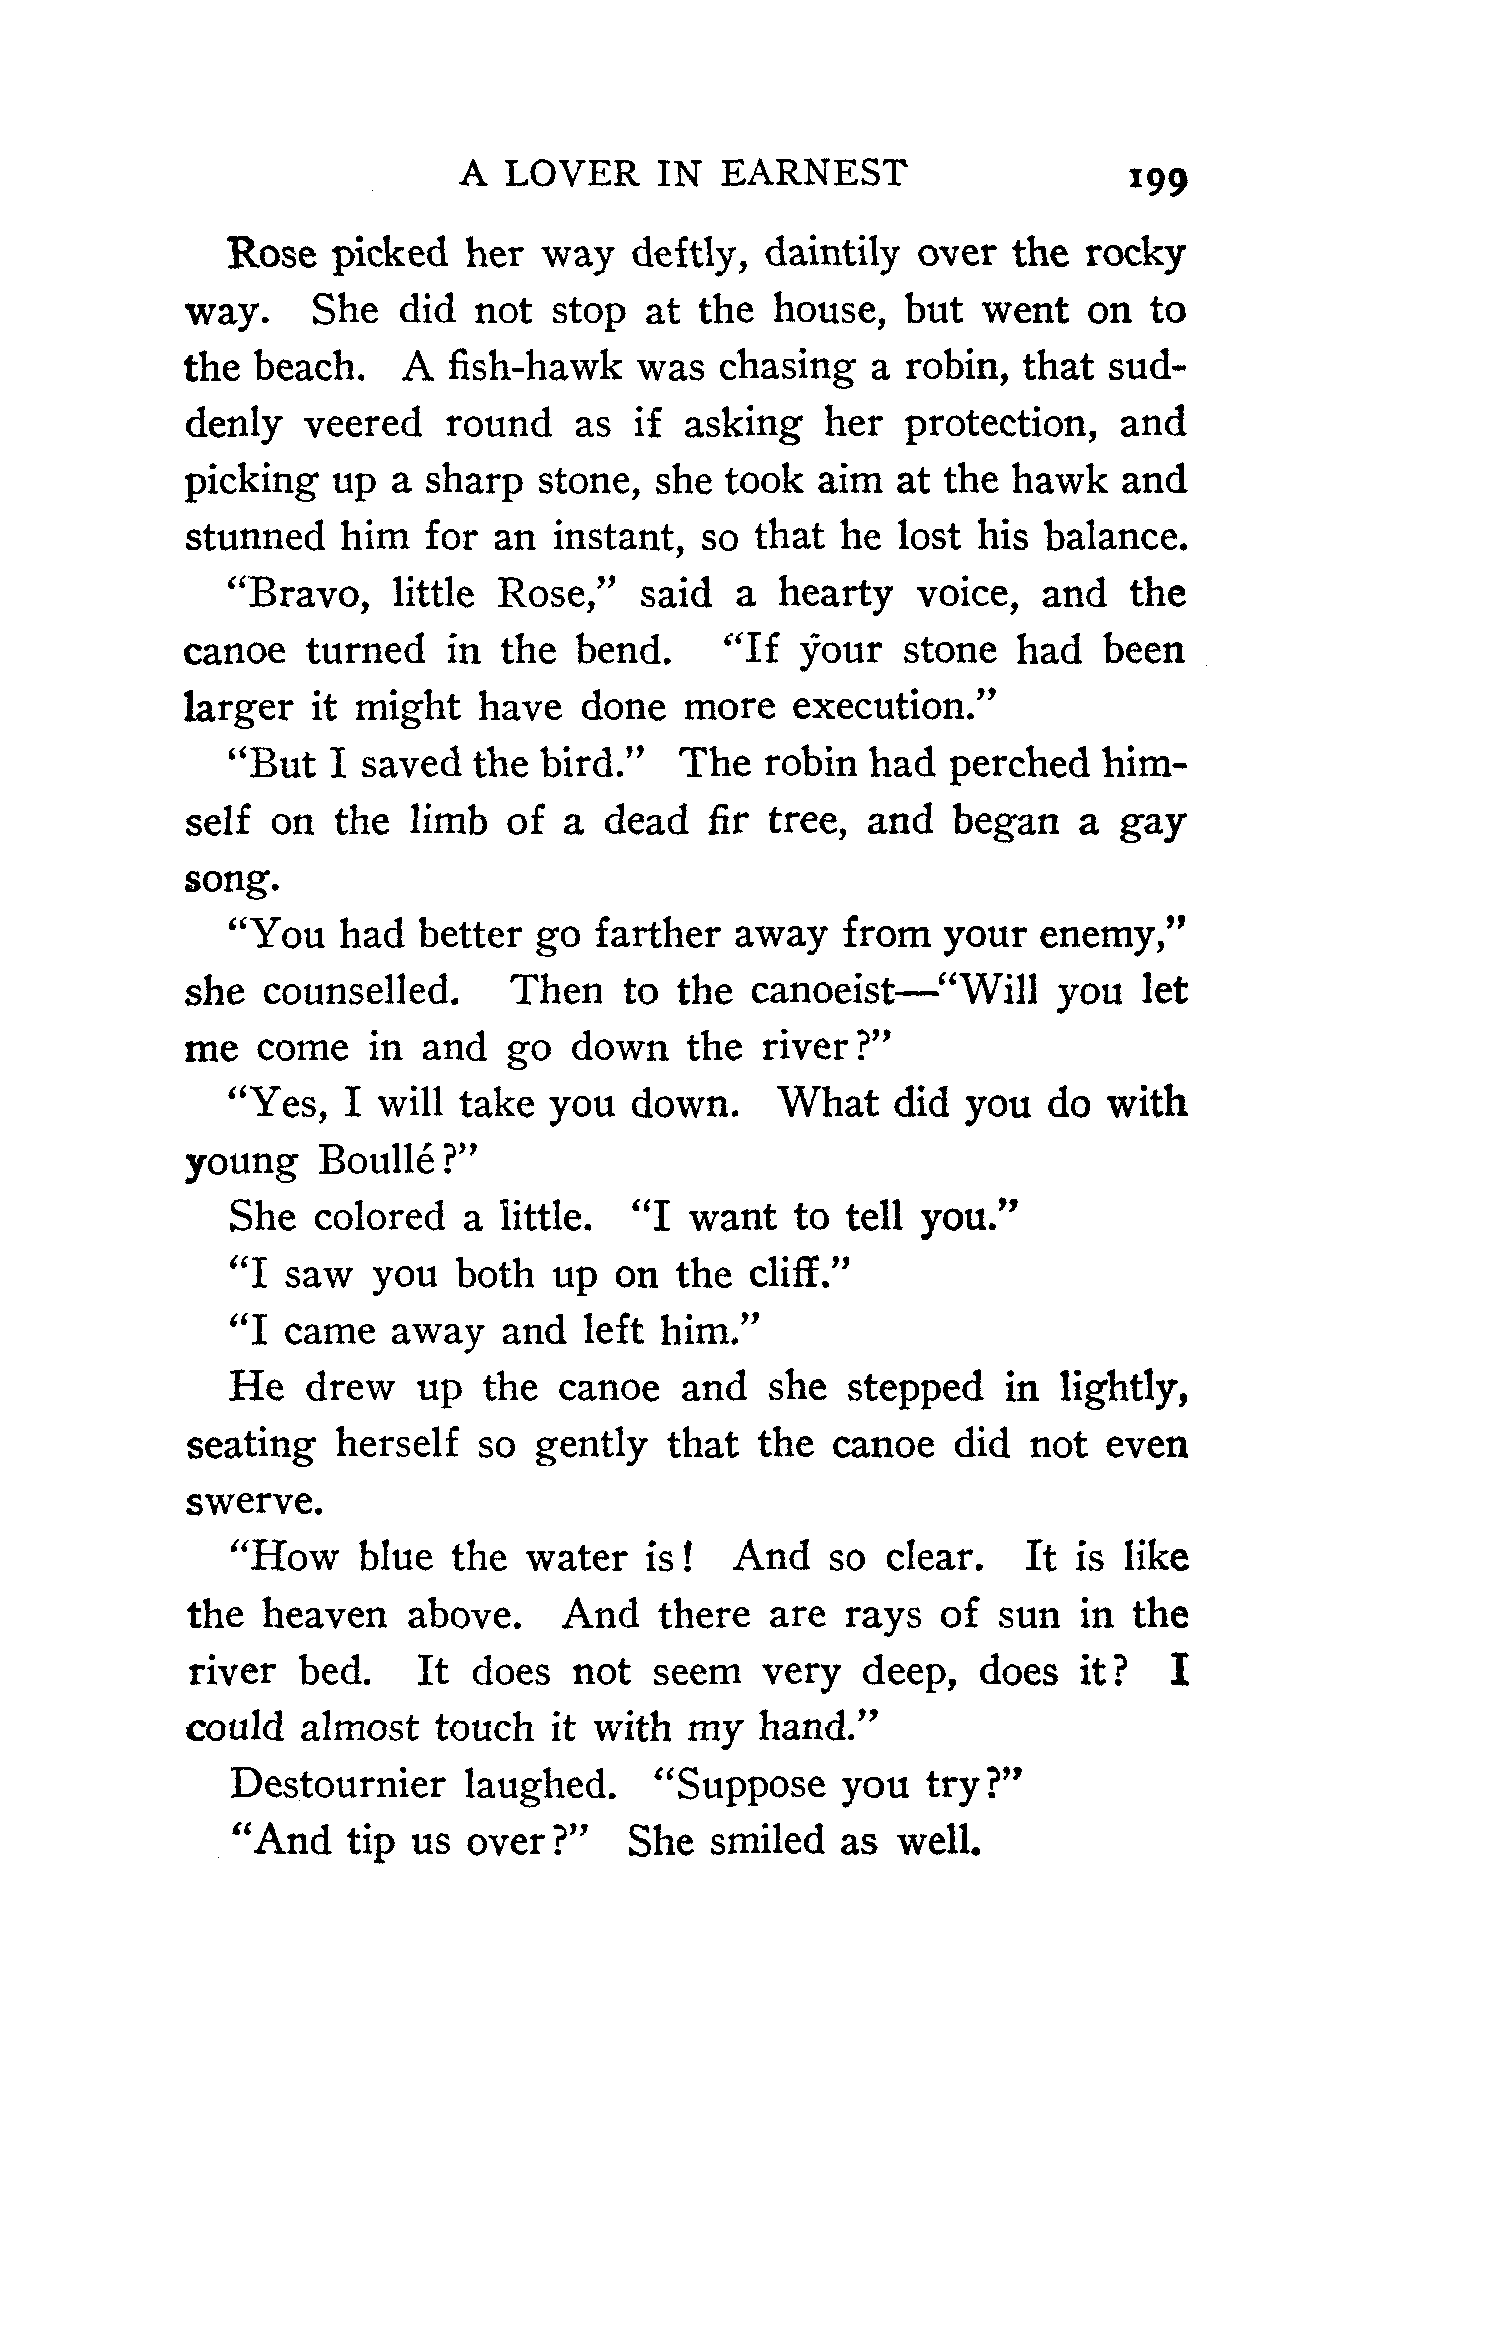 A LOVER IN EARNEST 199
Rose picked her way deftly, daintily over the rocky
way. She did not stop at the house, but went on to
the beach. A fish-hawk was chasing a robin, that sud-
denly veered round as if asking her protection, and
picking up a sharp stone, she took aim at the hawk and
stunned him for an instant, so that he lost his balance.
“Bravo, little Rose,” said a hearty voice, and the
canoe turned in the bend. “If your stone had been
larger it might have done more execution.”
“But I saved the bird.” The robin had perched him-
self on the limb of a dead fir tree, and began a gay
song.
“You had better go farther away from your enemy,”
she counselled. Then to the canoeist—“Will you let
me come in and go down the river?”
“Yes, I will take you down. What did you do with
young Boullé?”
She colored a little. “I want to tell you.”
“I saw you both up on the cliff.”
“I came away and left him.”
He drew up the canoe and she stepped in lightly,
seating herself so gently that the canoe did not even
swerve.
“How blue the water is! And so clear. It is like
the heaven above. And there are rays of sun in the
river bed. It does not seem very deep, does it? I
could almost touch it with my hand.”
Destournier laughed. “Suppose you try?”
“And tip us over?” She smiled as well.